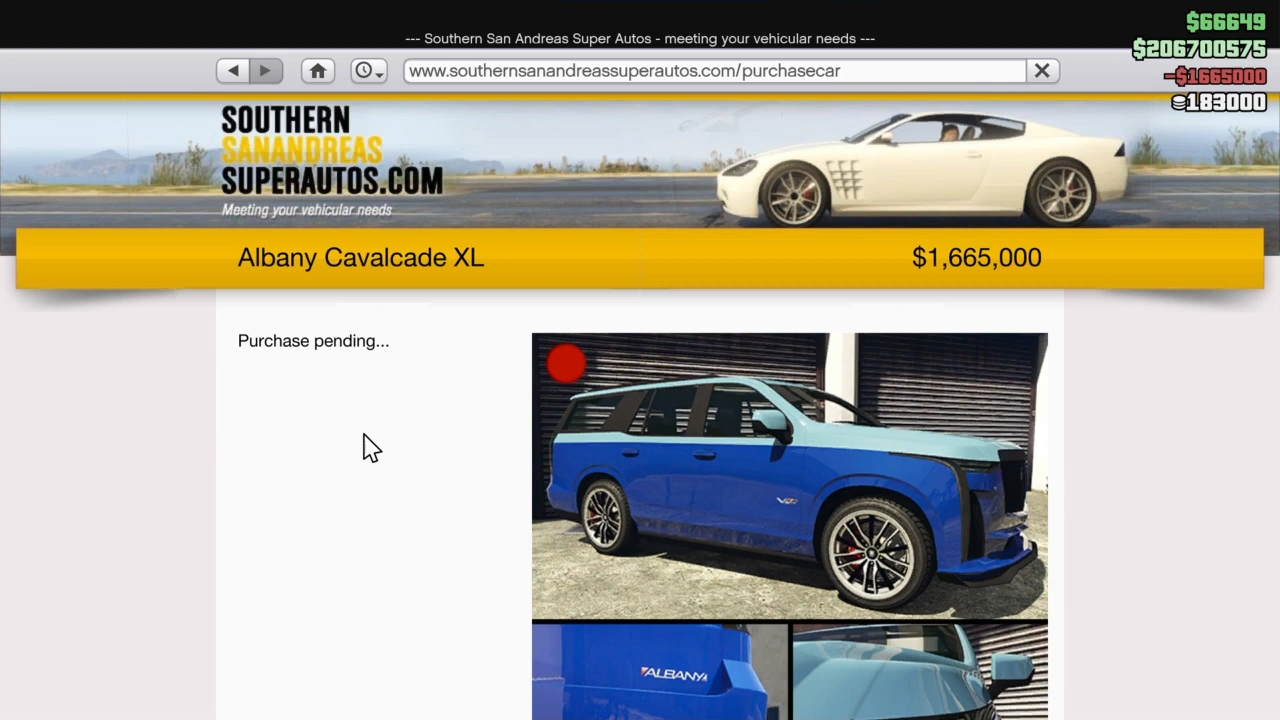 --- Southern San Andreas Super Autos - meeting your vehicular needs ---
$66649
$206700575
-$1665000
183000
www.southernsanandreassuperautos.com/purchasecar
SOUTHERN
SANANDREAS
SUPERAUTOS.COM
Meeting your vehicular needs
Albany Cavalcade XL
$1,665,000
Purchase pending...
ALBANY